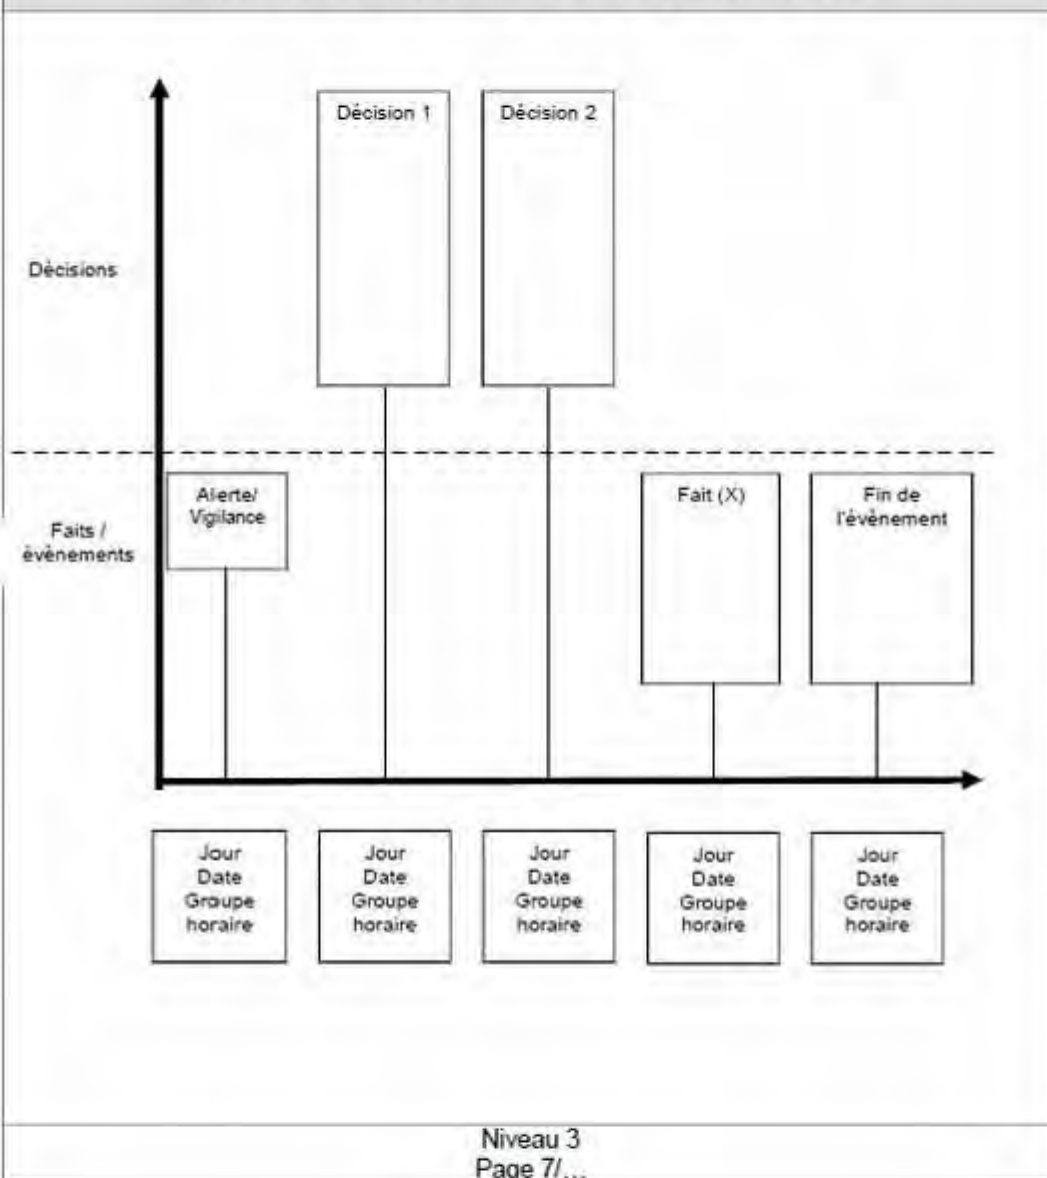 Décision 1
Décision 2
Décisions
Alerte/
Vigilance
Fait (X)
Fin de
l'évènement
Faits /
évènements
Jour
Date
Groupe
horaire
Jour
Date
Groupe
horaire
Jour
Date
Groupe
horaire
Jour
Date
Groupe
horaire
Jour
Date
Groupe
horaire
Niveau 3
Page 7/...